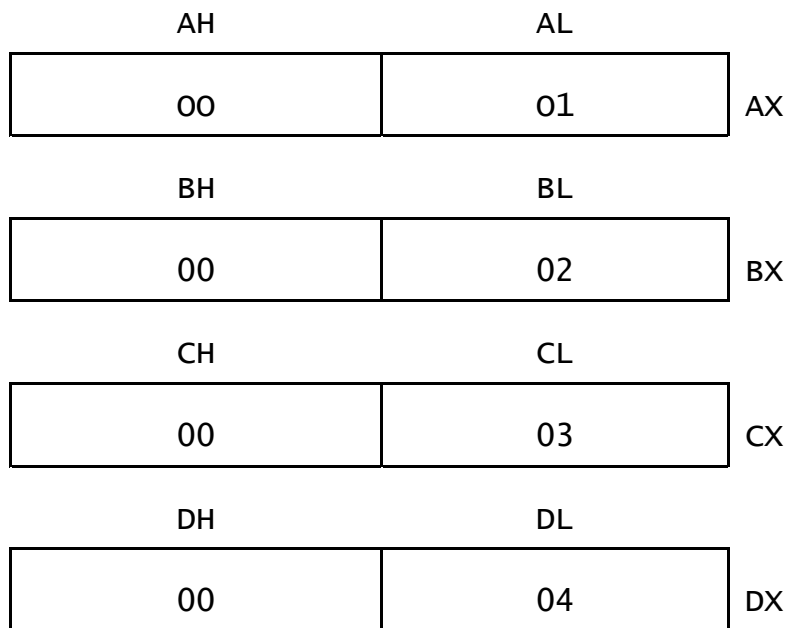 AH AL
00 01 AX
BH BL
00 02 BX
CH CL
00 03 CX
DH DL
00 04 DX